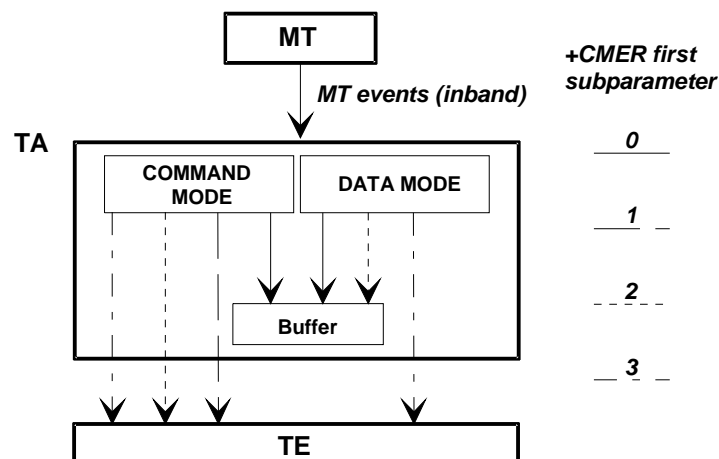 MT
+CMER first
subparameter
MT events (inband)
TA
0
COMMAND
MODE
DATA MODE
1
2
Buffer
3
TE